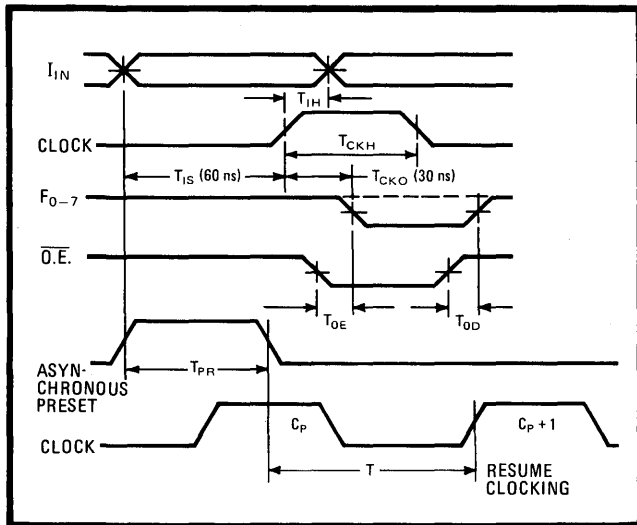 I_IN
T_IH
CLOCK
T_CKH
T_IS (60 ns)
T_CKO (30 ns)
F_0–7
O̅.̅E̅.̅
T_OE
T_OD
ASYN-
CHRONOUS
PRESET
T_PR
C_P
C_P + 1
CLOCK
T
RESUME
CLOCKING